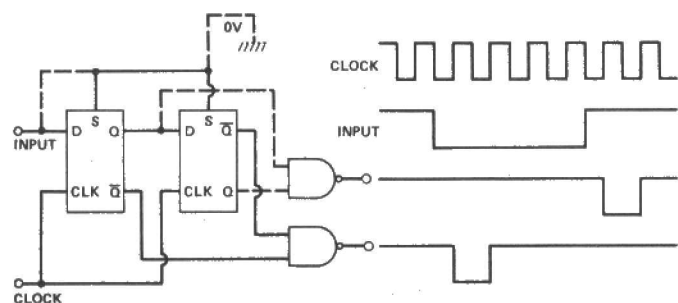 0V
CLOCK
S
S
INPUT
D Q
D Q̅
INPUT
CLK Q̅
CLK Q
CLOCK